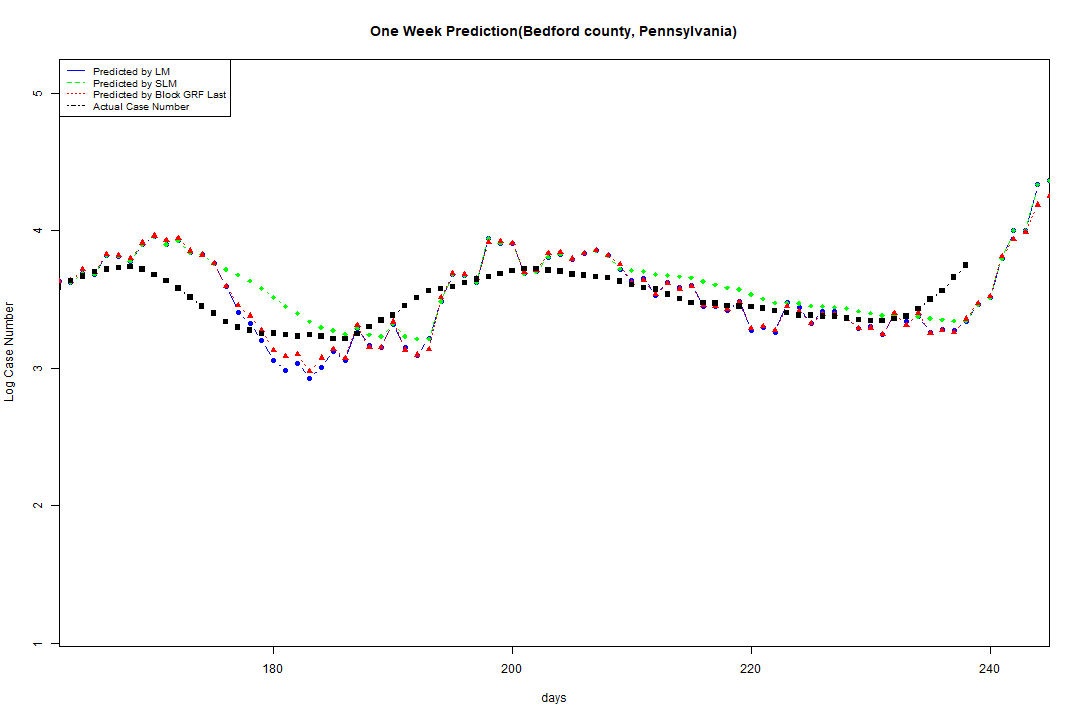 One Week Prediction(Bedford county, Pennsylvania)
Predicted by LM
Predicted by SLM
Predicted by Block GRF Last
Actual Case Number
5
4
3
2
1
Log Case Number
180 200 220 240
days